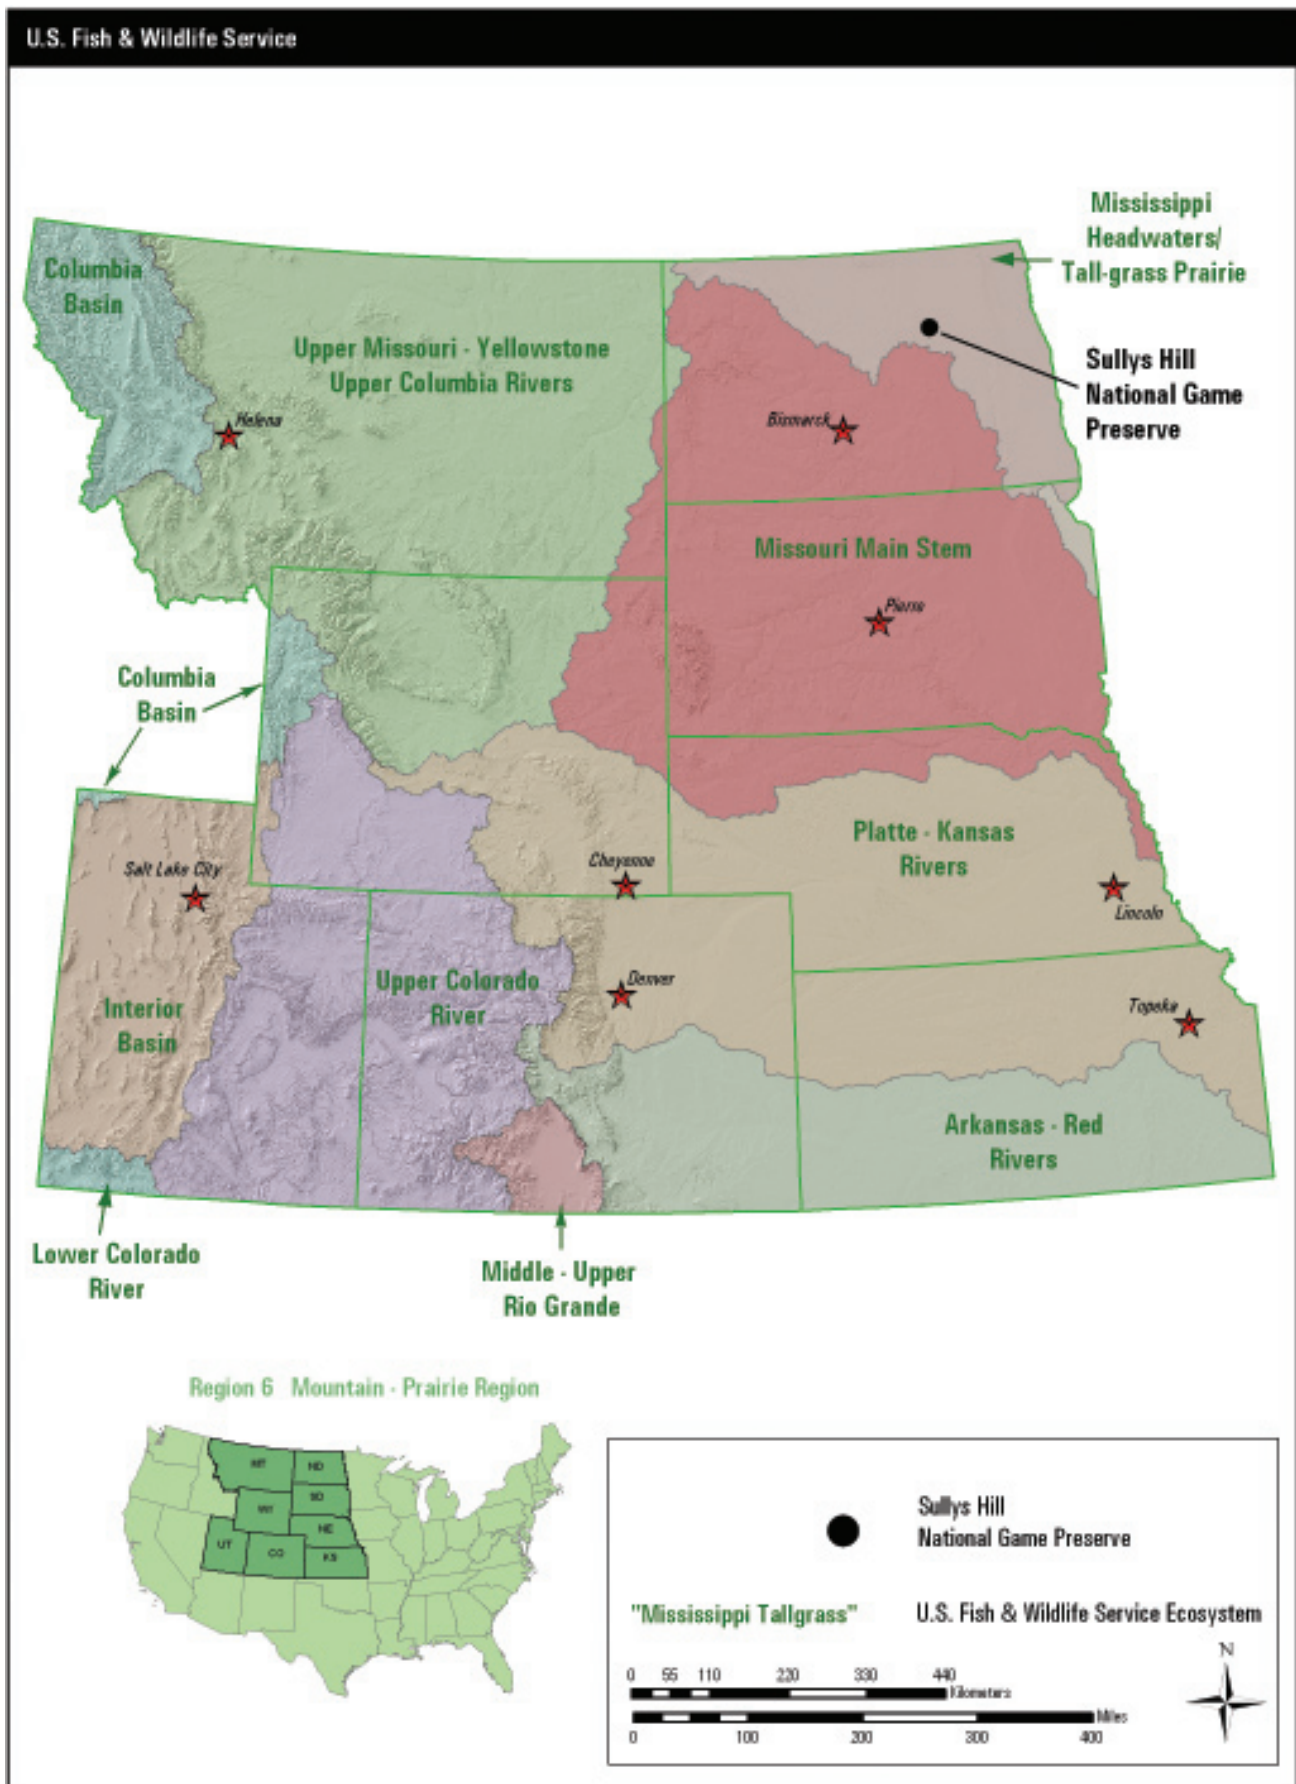 U.S. Fish & Wildlife Service
Mississippi
Headwaters/
Tall-grass Prairie
Columbia
Basin
Upper Missouri - Yellowstone
Upper Columbia Rivers
Sullys Hill
National Game
Preserve
Helena
Bismarck
Missouri Main Stem
Pierre
Columbia
Basin
Platte - Kansas
Rivers
Cheyenne
Salt Lake City
Lincoln
Upper Colorado
River
Denver
Interior
Basin
Topeka
Arkansas - Red
Rivers
Lower Colorado
River
Middle - Upper
Rio Grande
Region 6 Mountain - Prairie Region
MT
ND
SD
WY
NE
UT
CO
KS
Sullys Hill
National Game Preserve
"Mississippi Tallgrass"
U.S. Fish & Wildlife Service Ecosystem
N
0 55 110 220 330 440
Kilometers
Miles
0 100 200 300 400